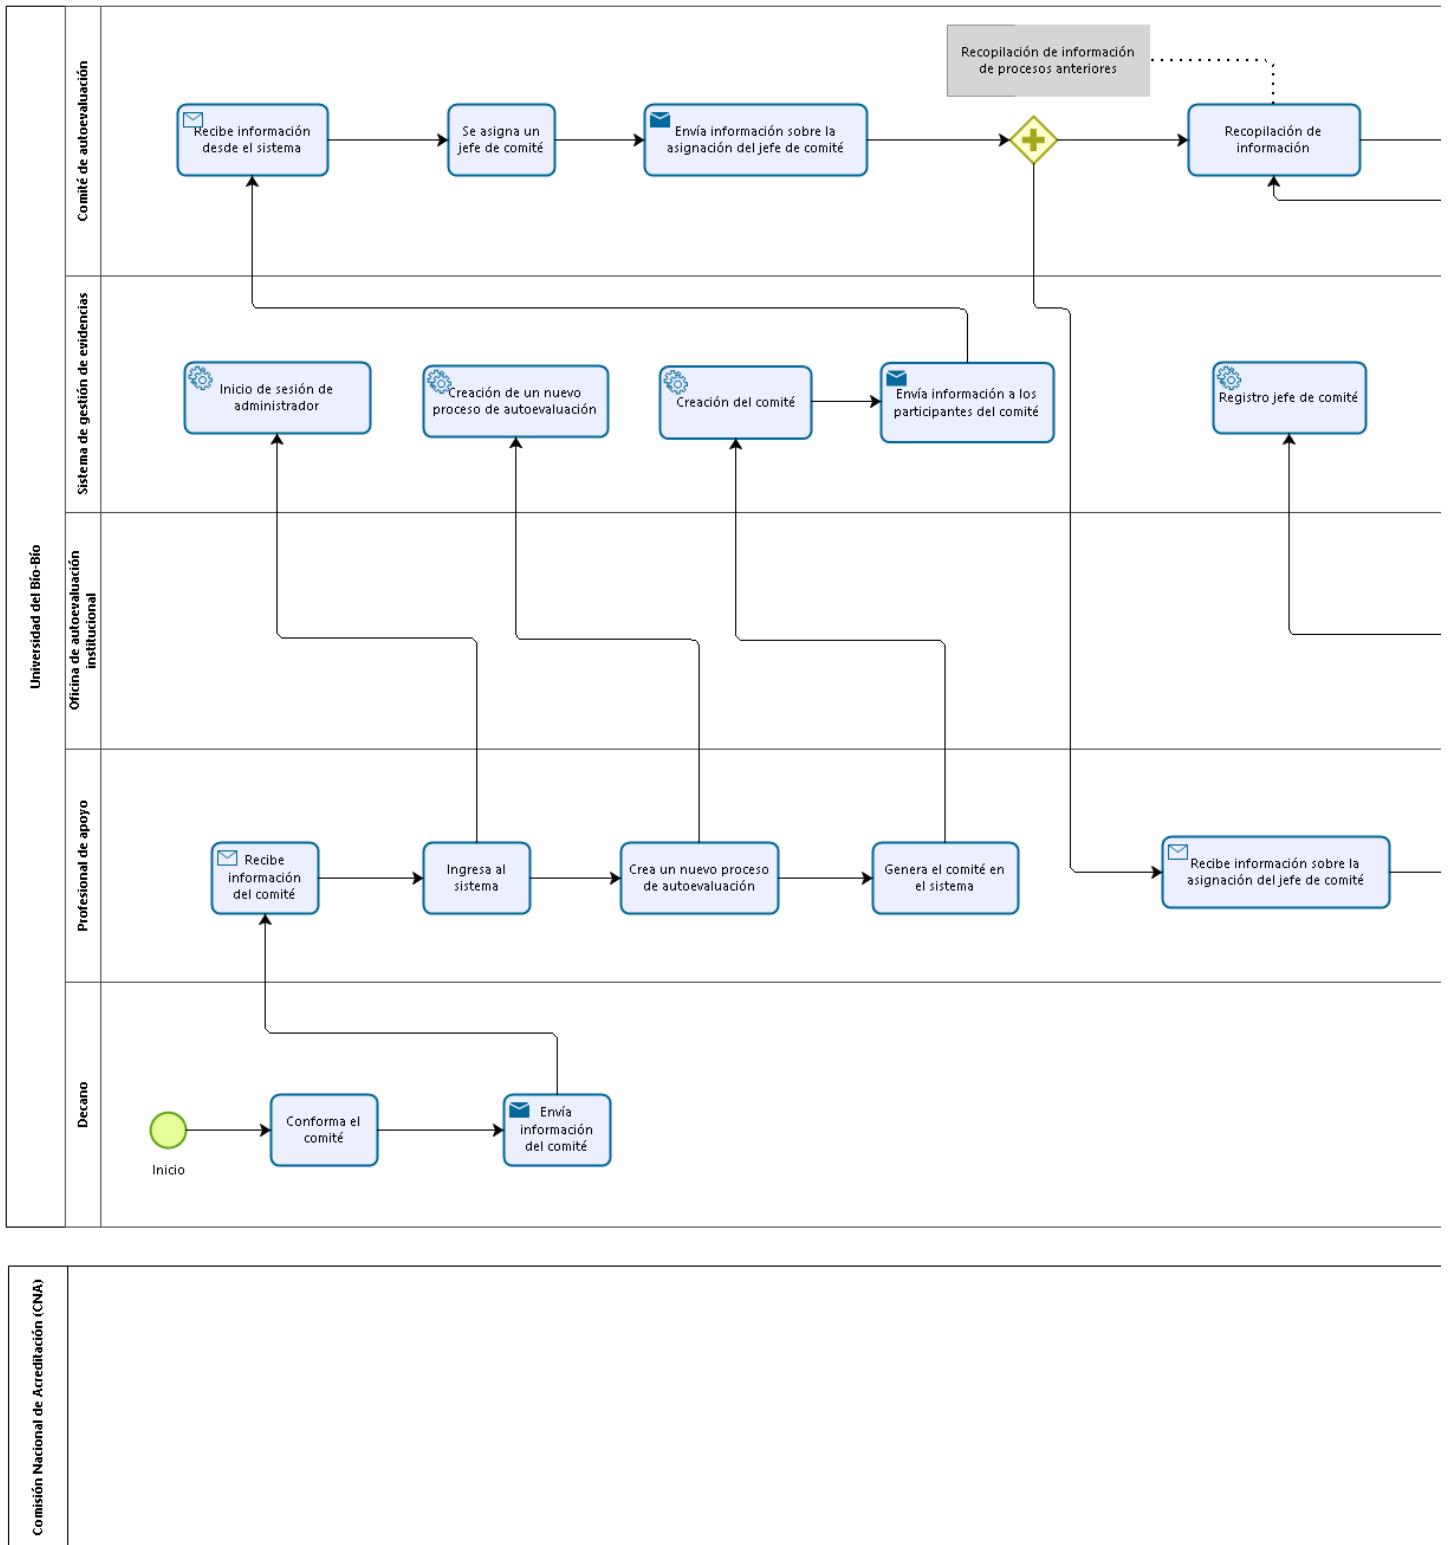 Universidad del Bío-Bío
Comité de autoevaluación
Recopilación de información
de procesos anteriores
Recibe información
desde el sistema
Se asigna un
jefe de comité
Envía información sobre la
asignación del jefe de comité
Recopilación de
información
Sistema de gestión de evidencias
Inicio de sesión de
administrador
Creación de un nuevo
proceso de autoevaluación
Creación del comité
Envía información a los
participantes del comité
Registro jefe de comité
Oficina de autoevaluación
institucional
Profesional de apoyo
Recibe
información
del comité
Ingresa al
sistema
Crea un nuevo proceso
de autoevaluación
Genera el comité en
el sistema
Recibe información sobre la
asignación del jefe de comité
Decano
Inicio
Conforma el
comité
Envía
información
del comité
Comisión Nacional de Acreditación (CNA)